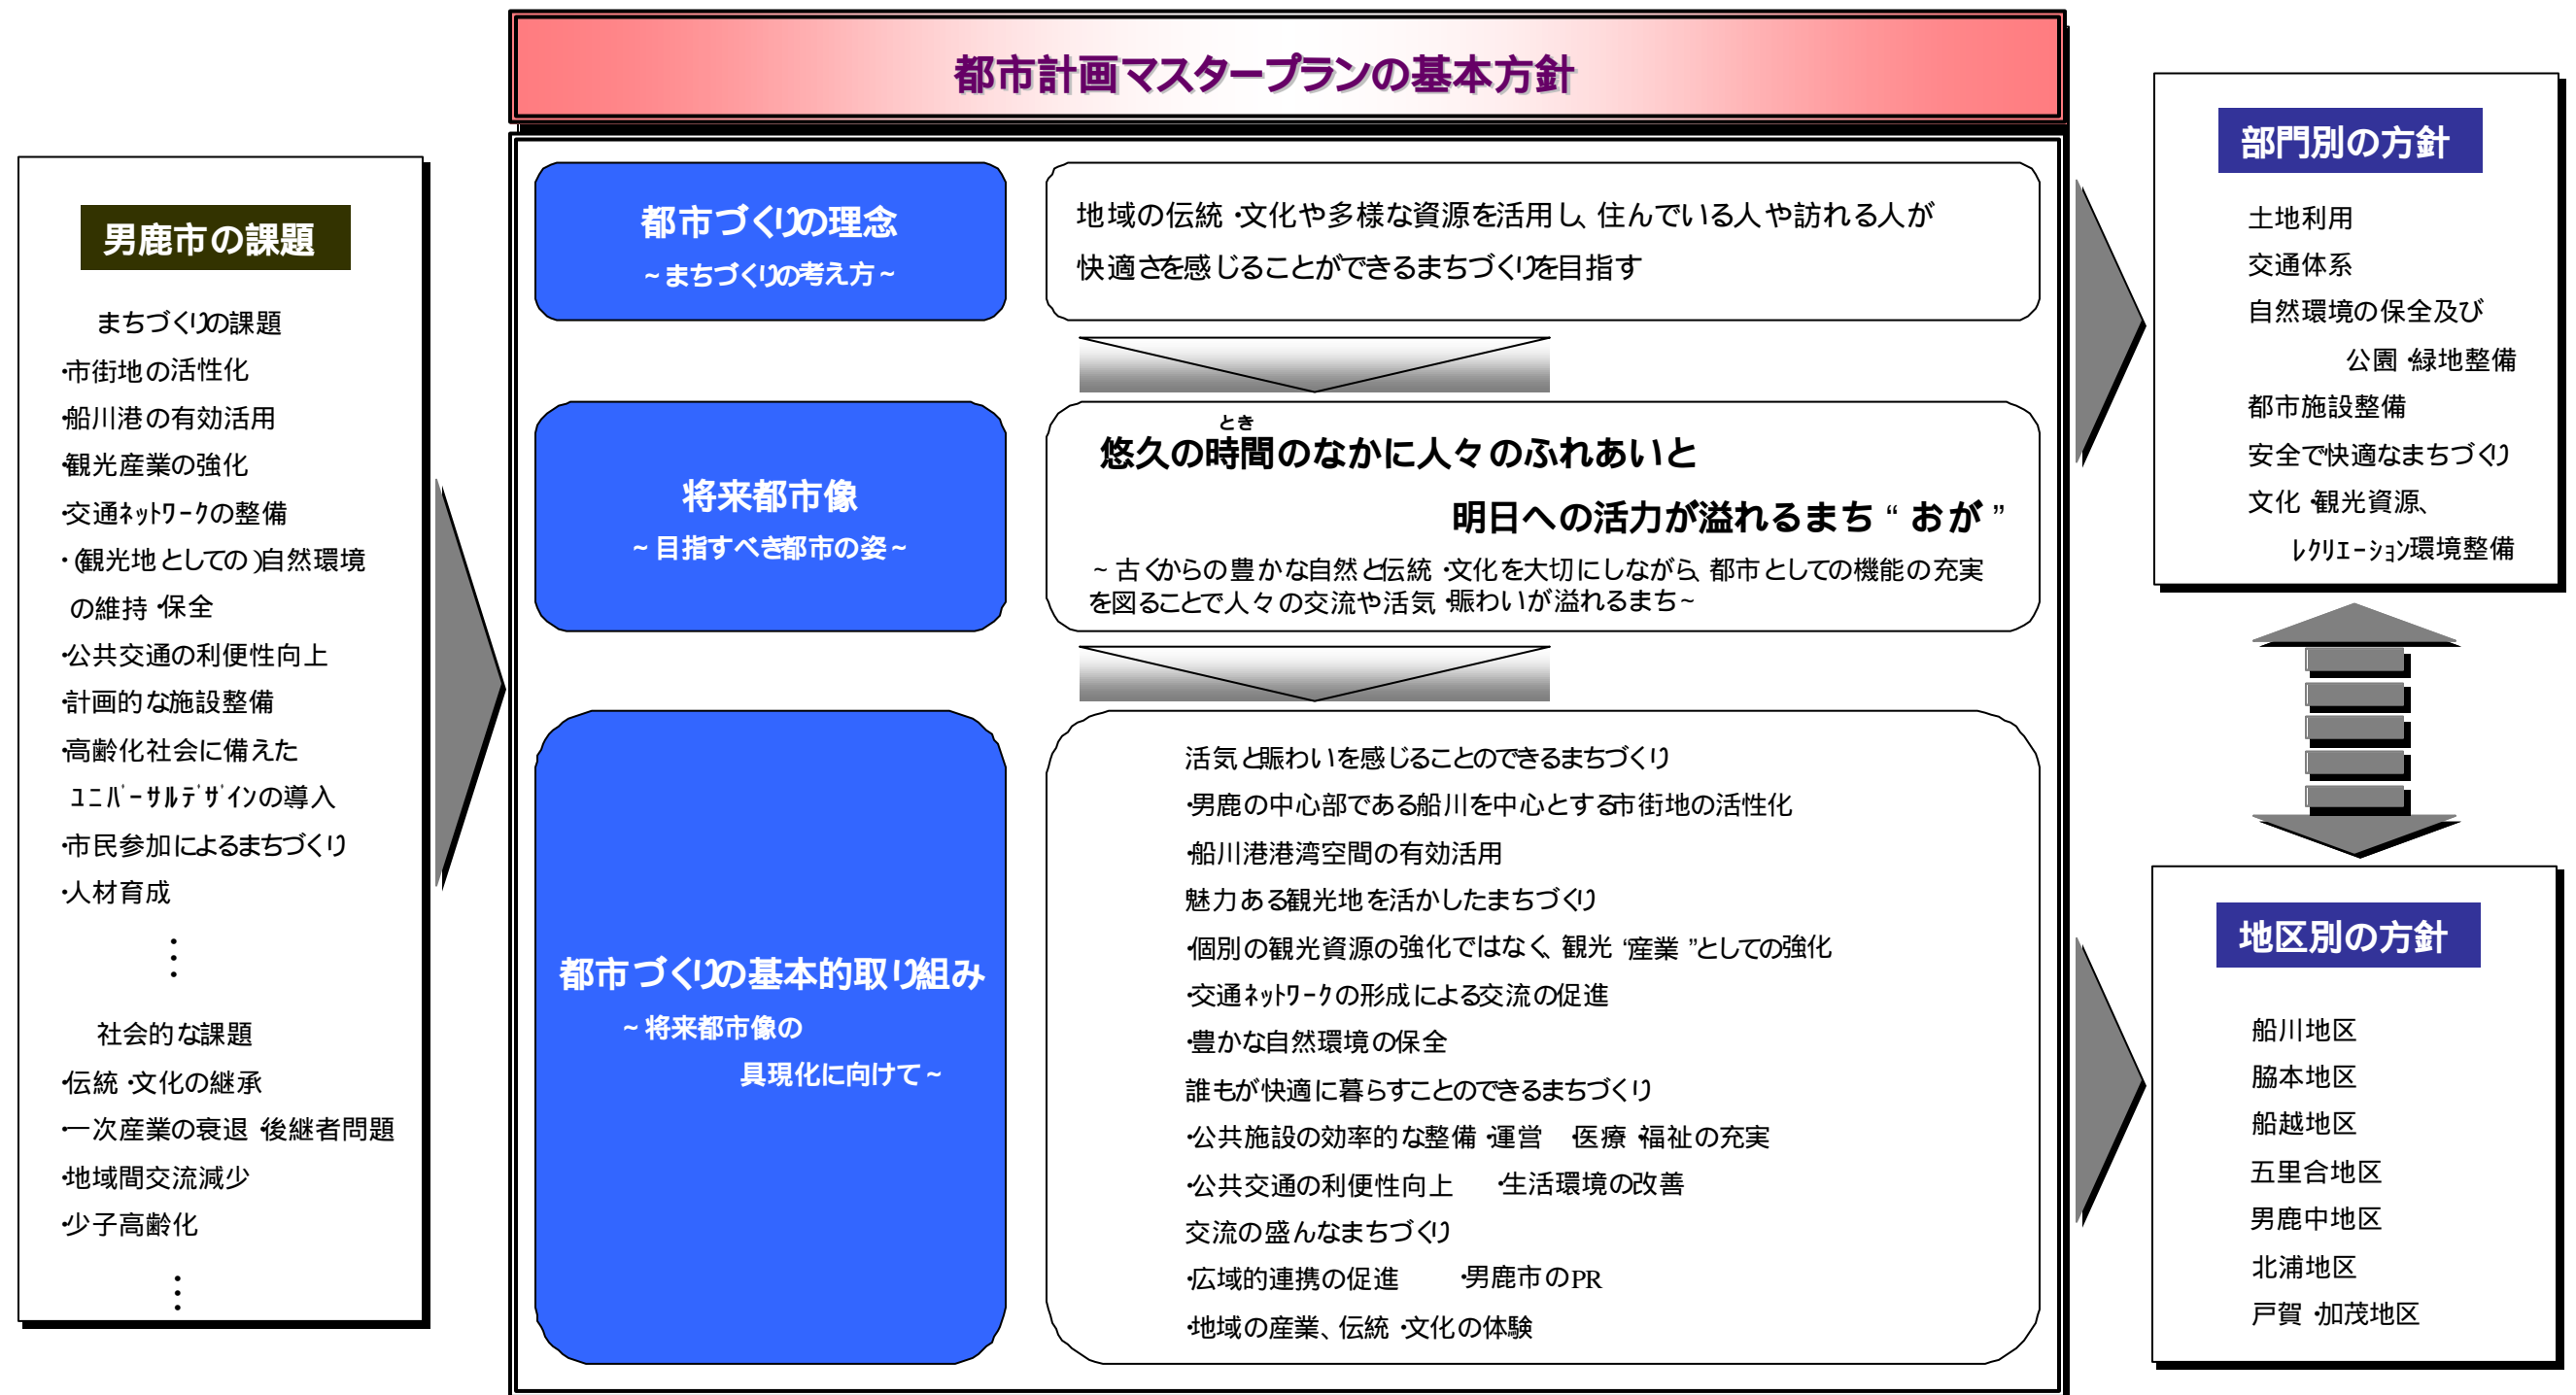 都市計画マスタープランの基本方針
男鹿市の課題
まちづくりの課題
・市街地の活性化
・船川港の有効活用
・観光産業の強化
・交通ネットワークの整備
・(観光地としての)自然環境
の維持・保全
・公共交通の利便性向上
・計画的な施設整備
・高齢化社会に備えた
ユニバーサルデザインの導入
・市民参加によるまちづくり
・人材育成
⋮
社会的な課題
・伝統・文化の継承
・一次産業の衰退・後継者問題
・地域間交流減少
・少子高齢化
⋮
都市づくりの理念
~まちづくりの考え方~
地域の伝統・文化や多様な資源を活用し、住んでいる人や訪れる人が
快適さを感じることができるまちづくりを目指す
将来都市像
~目指すべき都市の姿~
とき
悠久の時間のなかに人々のふれあいと
明日への活力が溢れるまち“おが”
~古くからの豊かな自然と伝統・文化を大切にしながら、都市としての機能の充実
を図ることで人々の交流や活気・賑わいが溢れるまち~
都市づくりの基本的取り組み
~将来都市像の
具現化に向けて~
活気と賑わいを感じることのできるまちづくり
・男鹿の中心部である船川を中心とする市街地の活性化
・船川港港湾空間の有効活用
魅力ある観光地を活かしたまちづくり
・個別の観光資源の強化ではなく、観光“産業”としての強化
・交通ネットワークの形成による交流の促進
・豊かな自然環境の保全
誰もが快適に暮らすことのできるまちづくり
・公共施設の効率的な整備・運営　・医療・福祉の充実
・公共交通の利便性向上　・生活環境の改善
交流の盛んなまちづくり
・広域的連携の促進　・男鹿市のPR
・地域の産業、伝統・文化の体験
部門別の方針
土地利用
交通体系
自然環境の保全及び
公園・緑地整備
都市施設整備
安全で快適なまちづくり
文化・観光資源、
レクリエーション環境整備
地区別の方針
船川地区
脇本地区
船越地区
五里合地区
男鹿中地区
北浦地区
戸賀・加茂地区